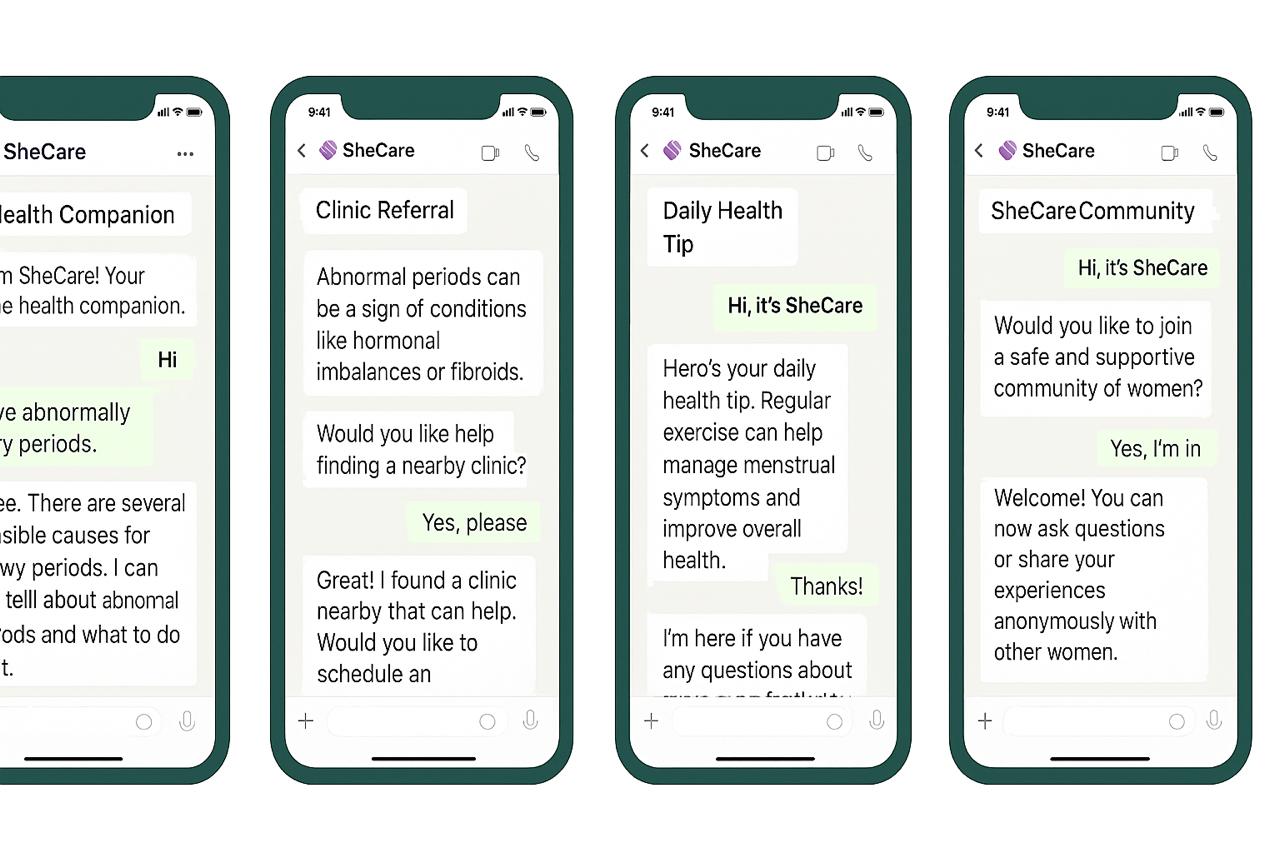 SheCare
Health Companion
m SheCare! Your
e health companion.
Hi
ve abnormally
ry periods.
ee. There are several
sible causes for
wy periods. I can
telll about abnomal
ods and what to do
t.
9:41
SheCare
Clinic Referral
Abnormal periods can
be a sign of conditions
like hormonal
imbalances or fibroids.
Would you like help
finding a nearby clinic?
Yes, please
Great! I found a clinic
nearby that can help.
Would you like to
schedule an
9:41
SheCare
Daily Health
Tip
Hi, it's SheCare
Hero's your daily
health tip. Regular
exercise can help
manage menstrual
symptoms and
improve overall
health.
Thanks!
I'm here if you have
any questions about
9:41
SheCare
SheCare Community
Hi, it's SheCare
Would you like to join
a safe and supportive
community of women?
Yes, I'm in
Welcome! You can
now ask questions
or share your
experiences
anonymously with
other women.